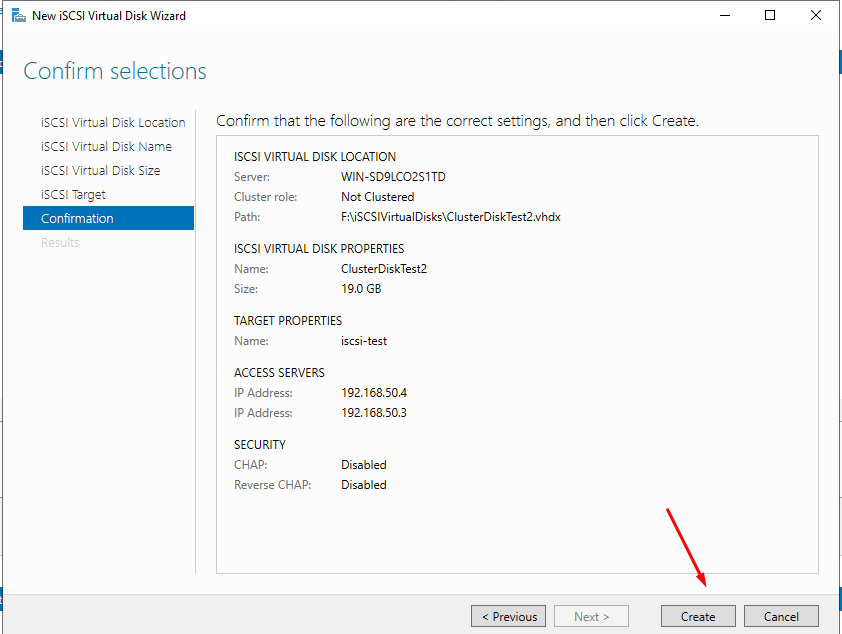 New iSCSI Virtual Disk Wizard
Confirm selections
iSCSI Virtual Disk Location
iSCSI Virtual Disk Name
iSCSI Virtual Disk Size
iSCSI Target
Confirmation
Results
Confirm that the following are the correct settings, and then click Create.
ISCSI VIRTUAL DISK LOCATION
Server: WIN-SD9LCO2S1TD
Cluster role: Not Clustered
Path: F:\iSCSIVirtualDisks\ClusterDiskTest2.vhdx
ISCSI VIRTUAL DISK PROPERTIES
Name: ClusterDiskTest2
Size: 19.0 GB
TARGET PROPERTIES
Name: iscsi-test
ACCESS SERVERS
IP Address: 192.168.50.4
IP Address: 192.168.50.3
SECURITY
CHAP: Disabled
Reverse CHAP: Disabled
< Previous Next > Create Cancel